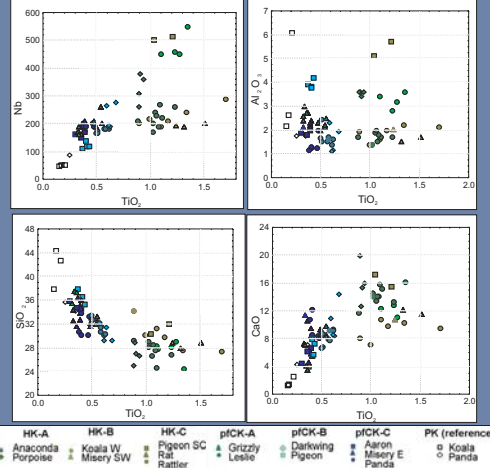 600
500
400
300
200
100
0
0.0 0.5 1.0 1.5
Nb
TiO2
7
6
5
4
3
2
1
0
0.0 0.5 1.0 1.5 2.0
Al2O3
TiO2
48
44
40
36
32
28
24
20
0.0 0.5 1.0 1.5
SiO2
TiO2
24
20
16
12
8
4
0
0.0 0.5 1.0 1.5 2.0
CaO
TiO2
HK-A HK-B HK-C pfCK-A pfCK-B pfCK-C PK (reference
Anaconda Koala W Pigeon SC Grizzly Darkwing Aaron Koala
Porpoise Misery SW Rat Leslie Pigeon Misery E Panda
Rattler Panda